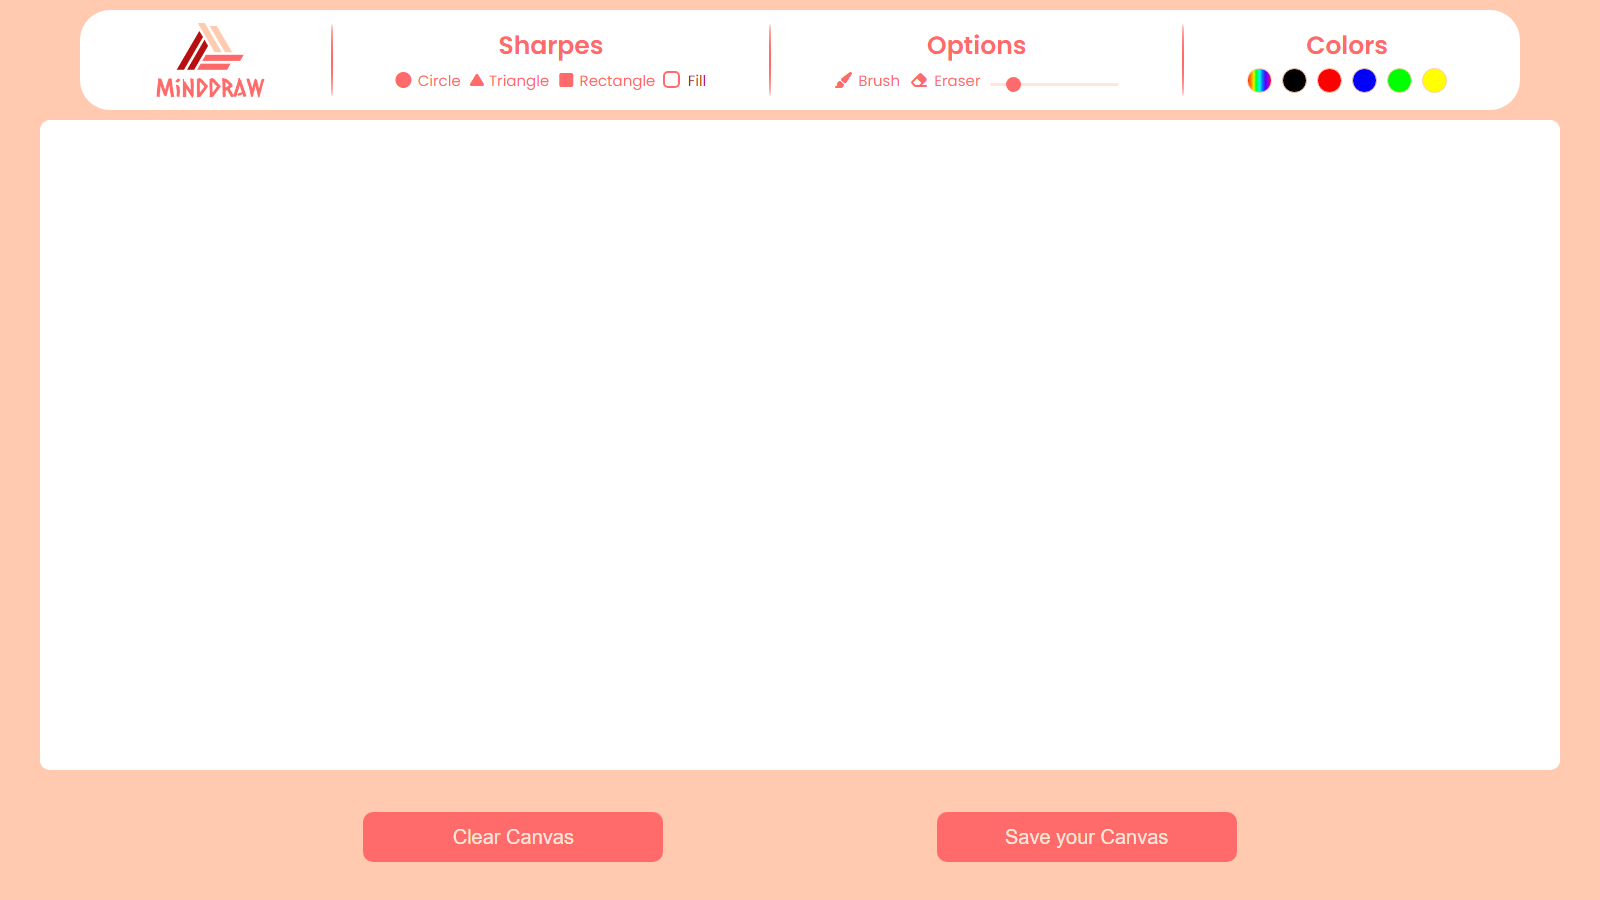 MiNDDRAW
Sharpes
Circle Triangle Rectangle Fill
Options
Brush Eraser
Colors
Clear Canvas
Save your Canvas